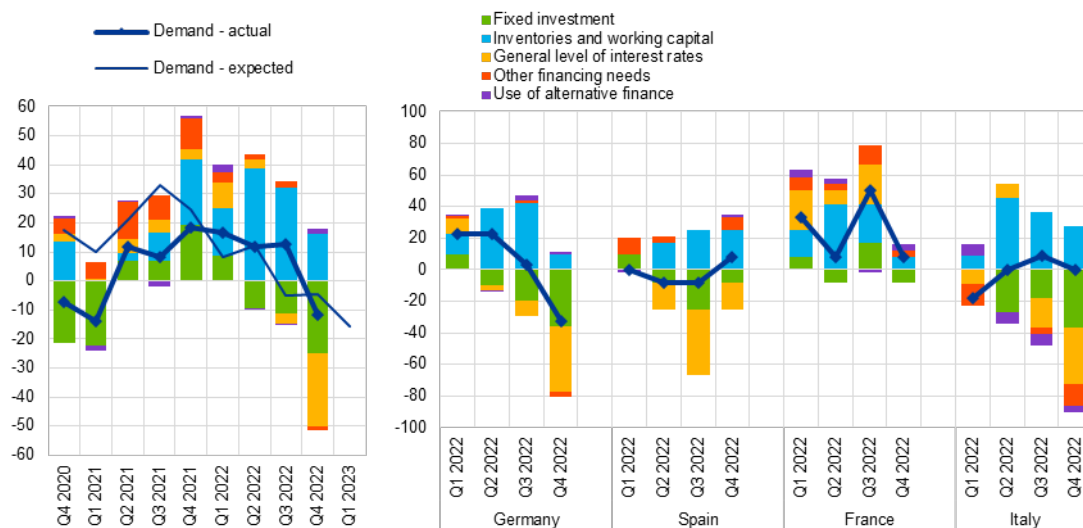 Demand - actual
Demand - expected
Fixed investment
Inventories and working capital
General level of interest rates
Other financing needs
Use of alternative finance
60
50
40
30
20
10
0
-10
-20
-30
-40
-50
-60
Q4 2020
Q1 2021
Q2 2021
Q3 2021
Q4 2021
Q1 2022
Q2 2022
Q3 2022
Q4 2022
Q1 2023
100
80
60
40
20
0
-20
-40
-60
-80
-100
Q1 2022
Q2 2022
Q3 2022
Q4 2022
Q1 2022
Q2 2022
Q3 2022
Q4 2022
Q1 2022
Q2 2022
Q3 2022
Q4 2022
Q1 2022
Q2 2022
Q3 2022
Q4 2022
Germany
Spain
France
Italy